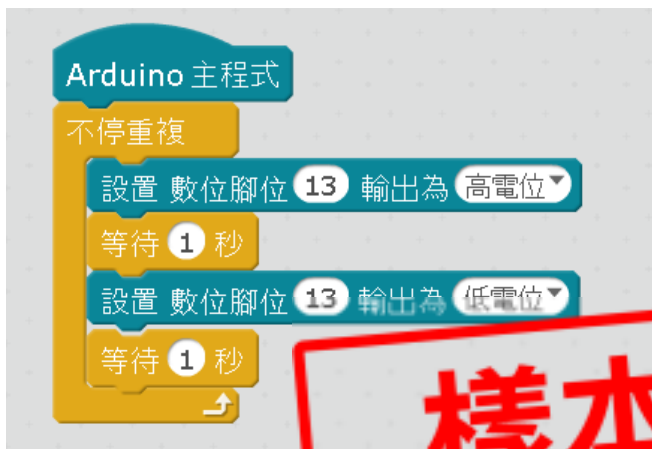 Arduino 主程式
不停重複
設置 數位腳位 13 輸出為 高電位
等待 1 秒
設置 數位腳位 13 輸出為 低電位
等待 1 秒
樣本